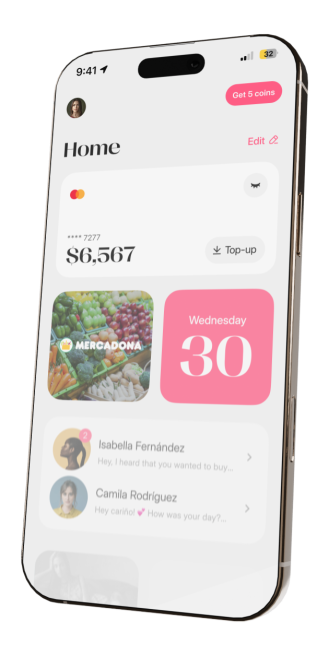 9:41
32
Get 5 coins
Home
Edit
**** 7277
$6,567
Top-up
MERCADONA
Wednesday
30
2
Isabella Fernández
Hey, I heard that you wanted to buy...
Camila Rodríguez
Hey cariño! 💕 How was your day?...